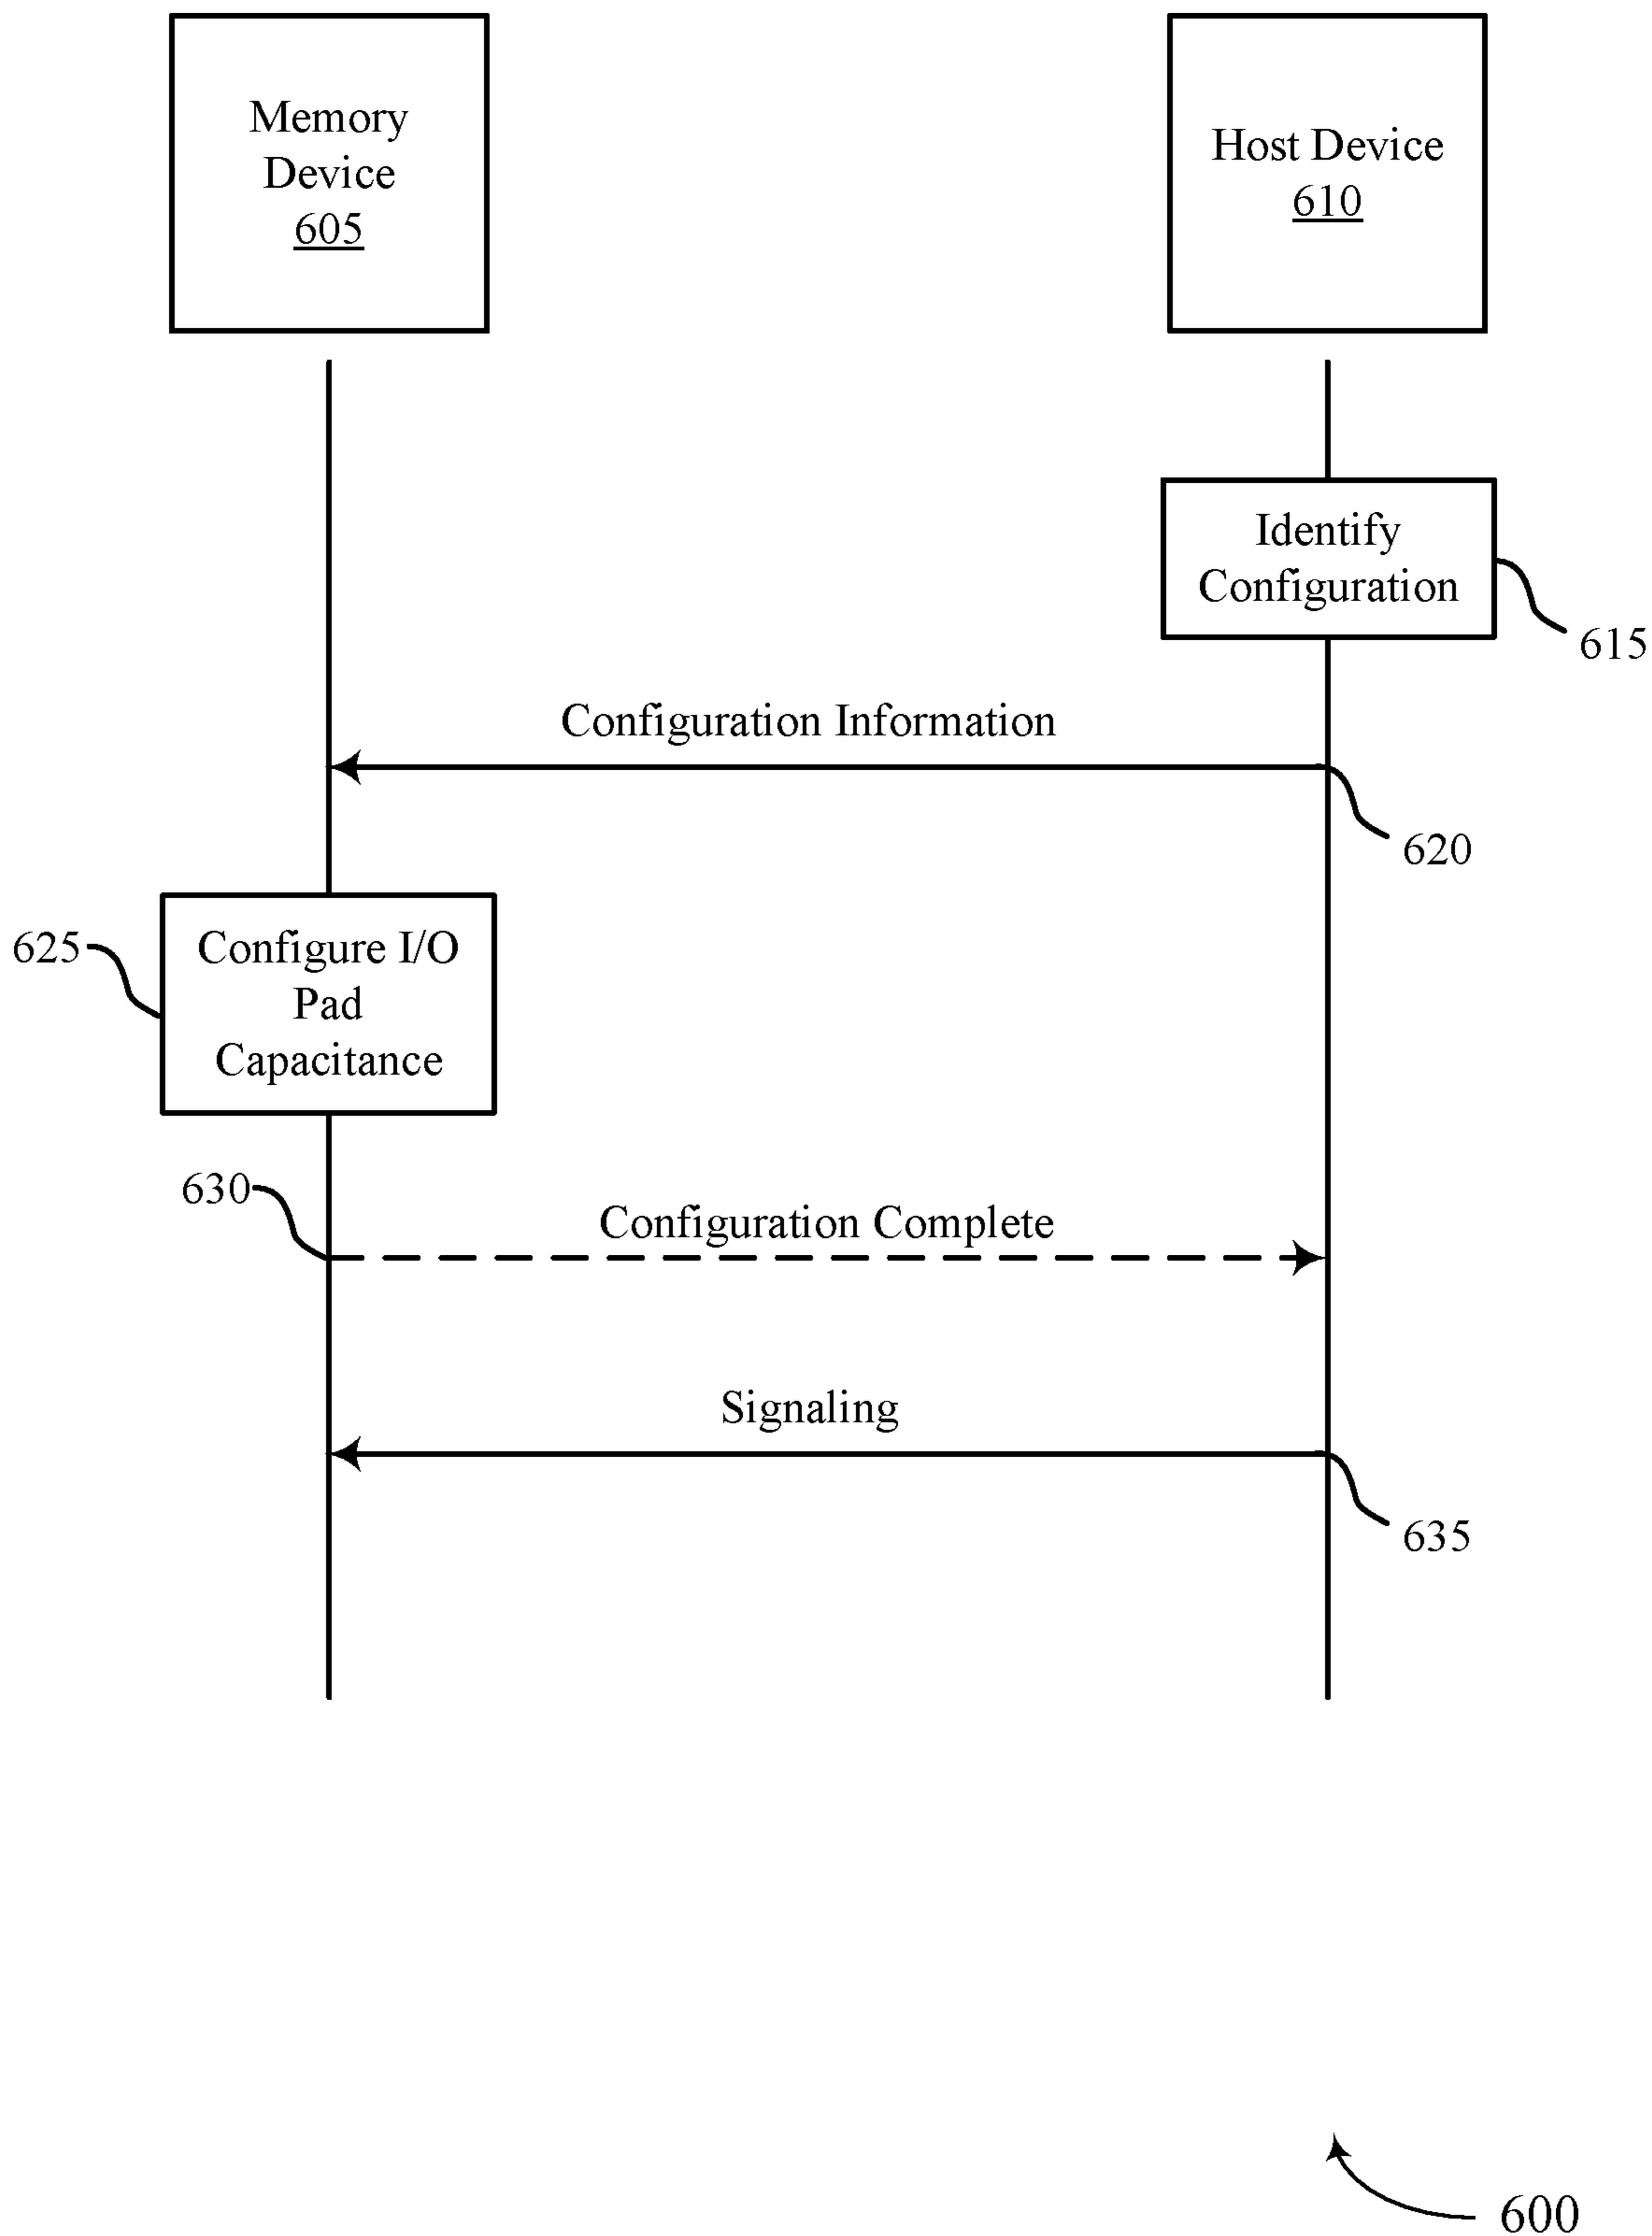 Memory
Device
605
Host Device
610
Identify
Configuration
615
Configuration Information
620
625
Configure I/O
Pad
Capacitance
630
Configuration Complete
Signaling
635
600